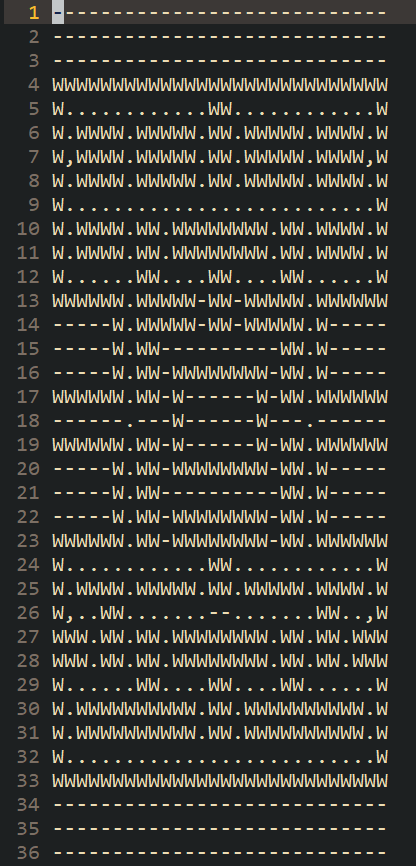 1 ----------------------------
2 ----------------------------
3 ----------------------------
4 WWWWWWWWWWWWWWWWWWWWWWWWWWWW
5 W............WW............W
6 W.WWWW.WWWWW.WW.WWWWW.WWWW.W
7 W,WWWW.WWWWW.WW.WWWWW.WWWW,W
8 W.WWWW.WWWWW.WW.WWWWW.WWWW.W
9 W..........................W
10 W.WWWW.WW.WWWWWWWW.WW.WWWW.W
11 W.WWWW.WW.WWWWWWWW.WW.WWWW.W
12 W......WW....WW....WW......W
13 WWWWWW.WWWWW-WW-WWWWW.WWWWWW
14 -----W.WWWWW-WW-WWWWW.W-----
15 -----W.WW----------WW.W-----
16 -----W.WW-WWWWWWWW-WW.W-----
17 WWWWWW.WW-W------W-WW.WWWWWW
18 ------.---W------W---.------
19 WWWWWW.WW-W------W-WW.WWWWWW
20 -----W.WW-WWWWWWWW-WW.W-----
21 -----W.WW----------WW.W-----
22 -----W.WW-WWWWWWWW-WW.W-----
23 WWWWWW.WW-WWWWWWWW-WW.WWWWWW
24 W............WW............W
25 W.WWWW.WWWWW.WW.WWWWW.WWWW.W
26 W,..WW.......--.......WW..,W
27 WWW.WW.WW.WWWWWWWW.WW.WW.WWW
28 WWW.WW.WW.WWWWWWWW.WW.WW.WWW
29 W......WW....WW....WW......W
30 W.WWWWWWWWWW.WW.WWWWWWWWWW.W
31 W.WWWWWWWWWW.WW.WWWWWWWWWW.W
32 W..........................W
33 WWWWWWWWWWWWWWWWWWWWWWWWWWWW
34 ----------------------------
35 ----------------------------
36 ----------------------------